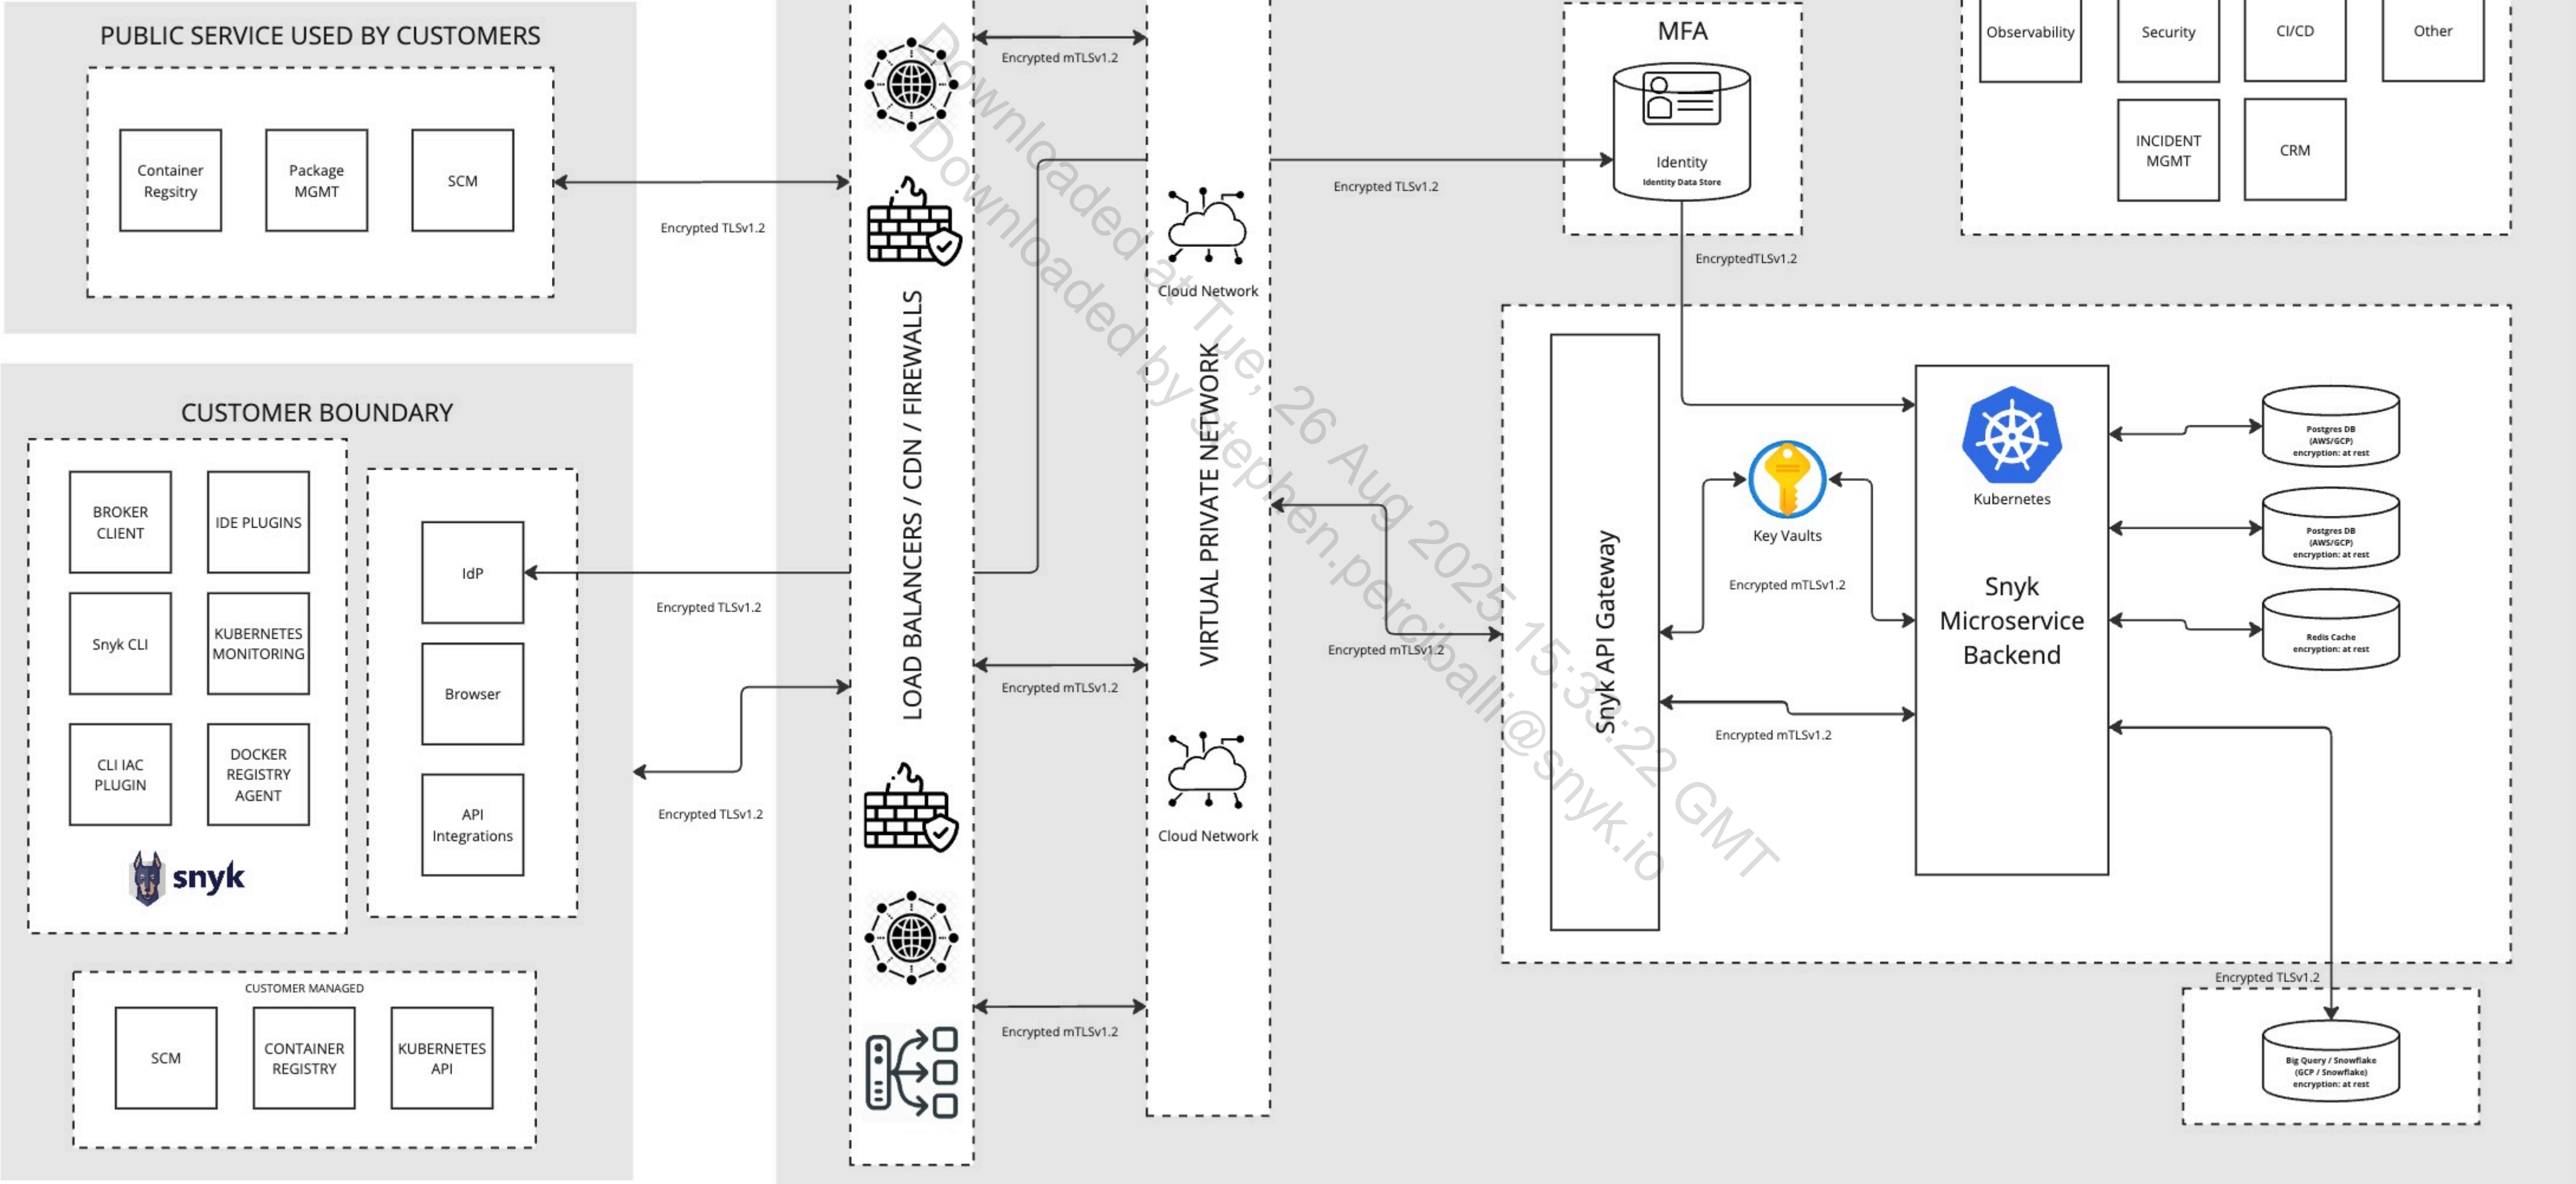 PUBLIC SERVICE USED BY CUSTOMERS
Container
Regsitry
Package
MGMT
SCM
Encrypted TLSv1.2
CUSTOMER BOUNDARY
BROKER
CLIENT
IDE PLUGINS
Snyk CLI
KUBERNETES
MONITORING
CLI IAC
PLUGIN
DOCKER
REGISTRY
AGENT
snyk
IdP
Browser
API
Integrations
Encrypted TLSv1.2
Encrypted TLSv1.2
CUSTOMER MANAGED
SCM
CONTAINER
REGISTRY
KUBERNETES
API
LOAD BALANCERS / CDN / FIREWALLS
Encrypted mTLSv1.2
Encrypted mTLSv1.2
Encrypted mTLSv1.2
Cloud Network
VIRTUAL PRIVATE NETWORK
Cloud Network
Encrypted TLSv1.2
Encrypted mTLSv1.2
MFA
Identity
Identity Data Store
EncryptedTLSv1.2
Observability
Security
CI/CD
Other
INCIDENT
MGMT
CRM
Snyk API Gateway
Key Vaults
Encrypted mTLSv1.2
Encrypted mTLSv1.2
Kubernetes
Snyk
Microservice
Backend
Postgres DB
(AWS/GCP)
encryption: at rest
Postgres DB
(AWS/GCP)
encryption: at rest
Redis Cache
encryption: at rest
Encrypted TLSv1.2
Big Query / Snowflake
(GCP / Snowflake)
encryption: at rest
Downloaded at Tue, 26 Aug 2025 15:33:22 GMT
Downloaded by stephen.perciballi@snyk.io